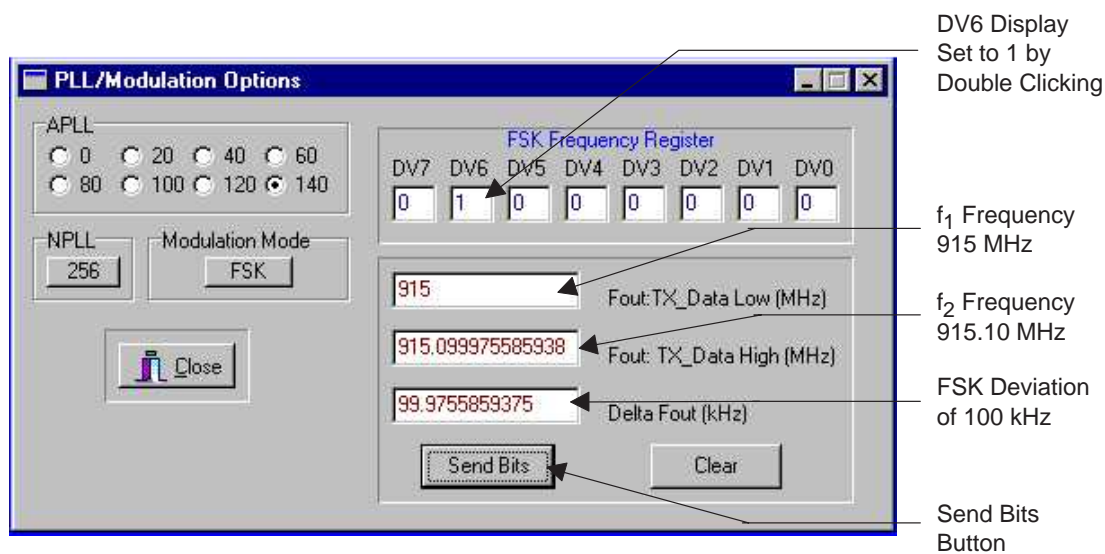 PLL/Modulation Options
APLL
0 20 40 60
80 100 120 140
NPLL
256
Modulation Mode
FSK
Close
FSK Frequency Register
DV7 DV6 DV5 DV4 DV3 DV2 DV1 DV0
0 1 0 0 0 0 0 0
915 Fout:TX_Data Low (MHz)
915.099975585938 Fout: TX_Data High (MHz)
99.9755859375 Delta Fout (kHz)
Send Bits Clear
DV6 Display
Set to 1 by
Double Clicking
f1 Frequency
915 MHz
f2 Frequency
915.10 MHz
FSK Deviation
of 100 kHz
Send Bits
Button